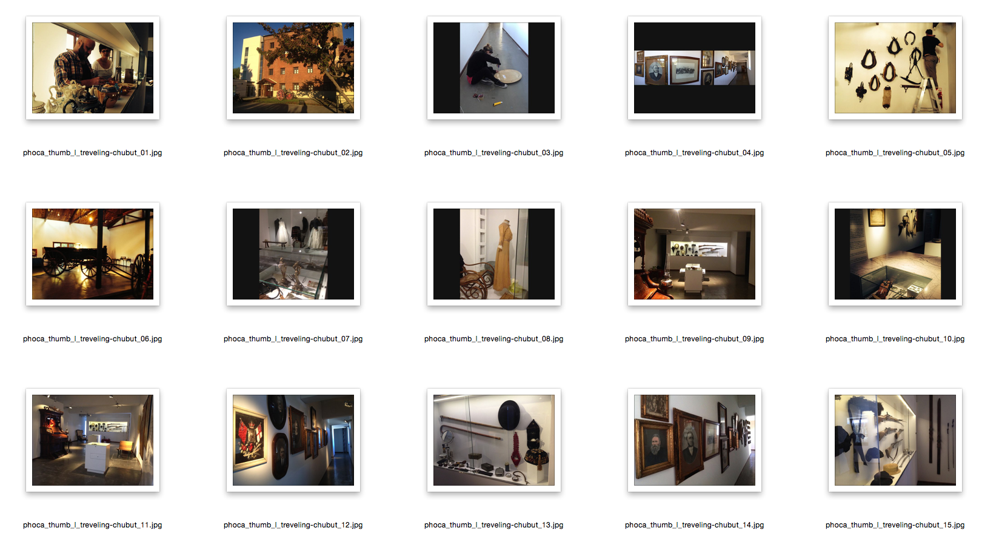 phoca_thumb_l_treveling-chubut_01.jpg
phoca_thumb_l_treveling-chubut_02.jpg
phoca_thumb_l_treveling-chubut_03.jpg
phoca_thumb_l_treveling-chubut_04.jpg
phoca_thumb_l_treveling-chubut_05.jpg
phoca_thumb_l_treveling-chubut_06.jpg
phoca_thumb_l_treveling-chubut_07.jpg
phoca_thumb_l_treveling-chubut_08.jpg
phoca_thumb_l_treveling-chubut_09.jpg
phoca_thumb_l_treveling-chubut_10.jpg
phoca_thumb_l_treveling-chubut_11.jpg
phoca_thumb_l_treveling-chubut_12.jpg
phoca_thumb_l_treveling-chubut_13.jpg
phoca_thumb_l_treveling-chubut_14.jpg
phoca_thumb_l_treveling-chubut_15.jpg